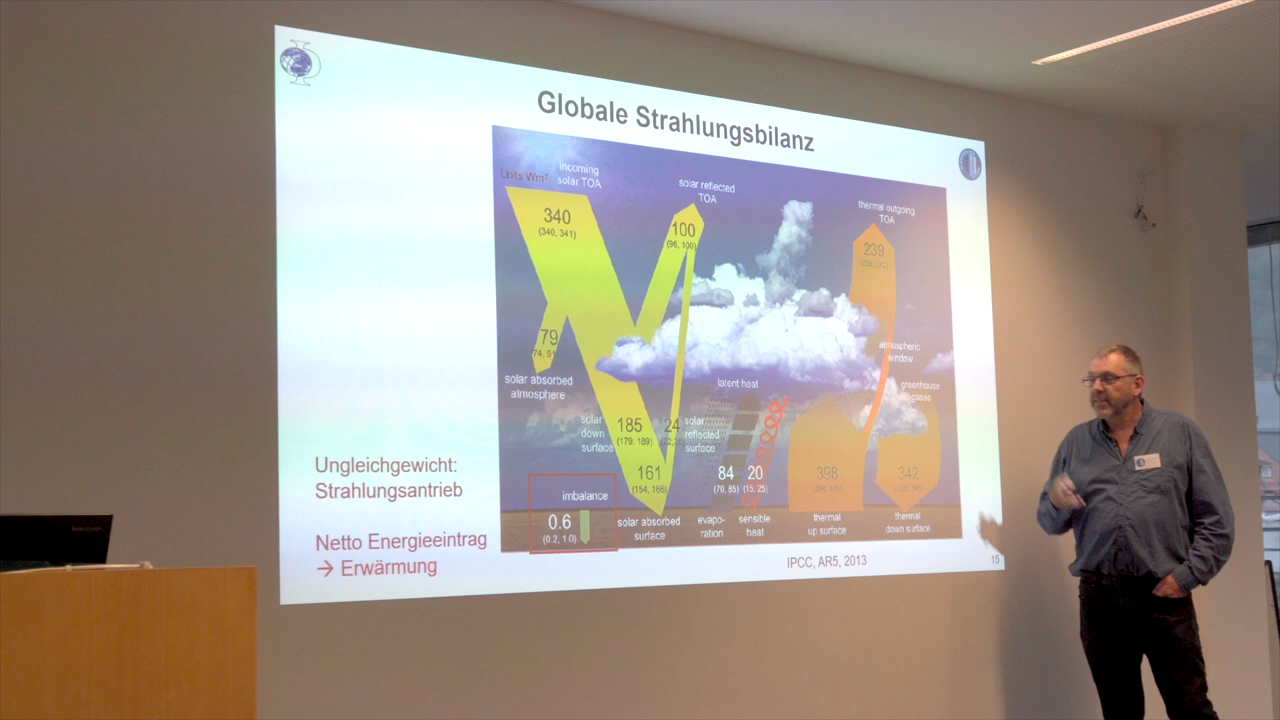 Globale Strahlungsbilanz
Units Wm²
incoming
solar TOA
340
(340, 341)
solar reflected
TOA
100
(96, 100)
thermal outgoing
TOA
239
79
(74, 91)
solar absorbed
atmosphere
atmospheric
window
latent heat
greenhouse
gases
solar
down
surface
185
(179, 189)
24
solar
reflected
surface
161
(154, 166)
84
(70, 85)
20
(15, 25)
398
342
imbalance
0.6
(0.2, 1.0)
solar absorbed
surface
evapo-
ration
sensible
heat
thermal
up surface
thermal
down surface
Ungleichgewicht:
Strahlungsantrieb
Netto Energieeintrag
→ Erwärmung
IPCC, AR5, 2013
15